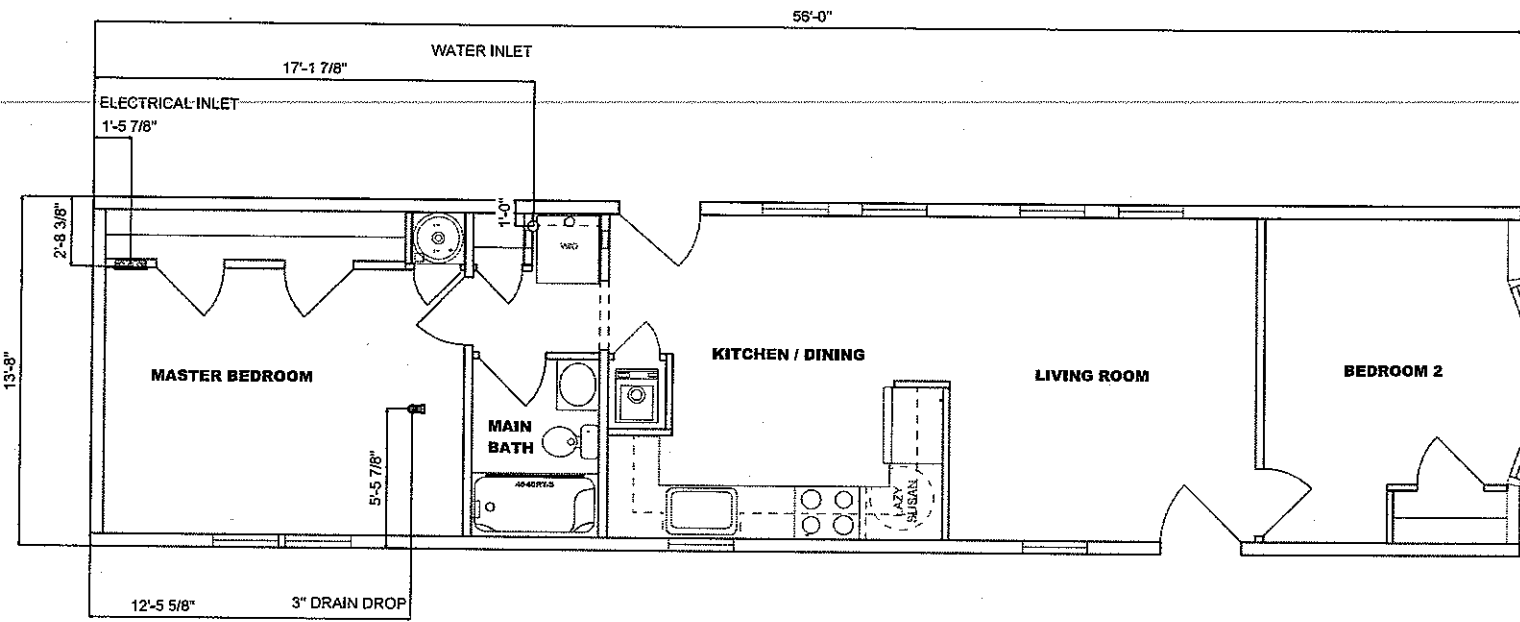 56'-0"
WATER INLET
17'-1 7/8"
ELECTRICAL INLET
1'-5 7/8"
2'-8 3/8"
1'-0"
W/D
13'-8"
MASTER BEDROOM
KITCHEN / DINING
LIVING ROOM
BEDROOM 2
MAIN
BATH
5'-5 7/8"
LAZY
SUSAN
12'-5 5/8"
3" DRAIN DROP